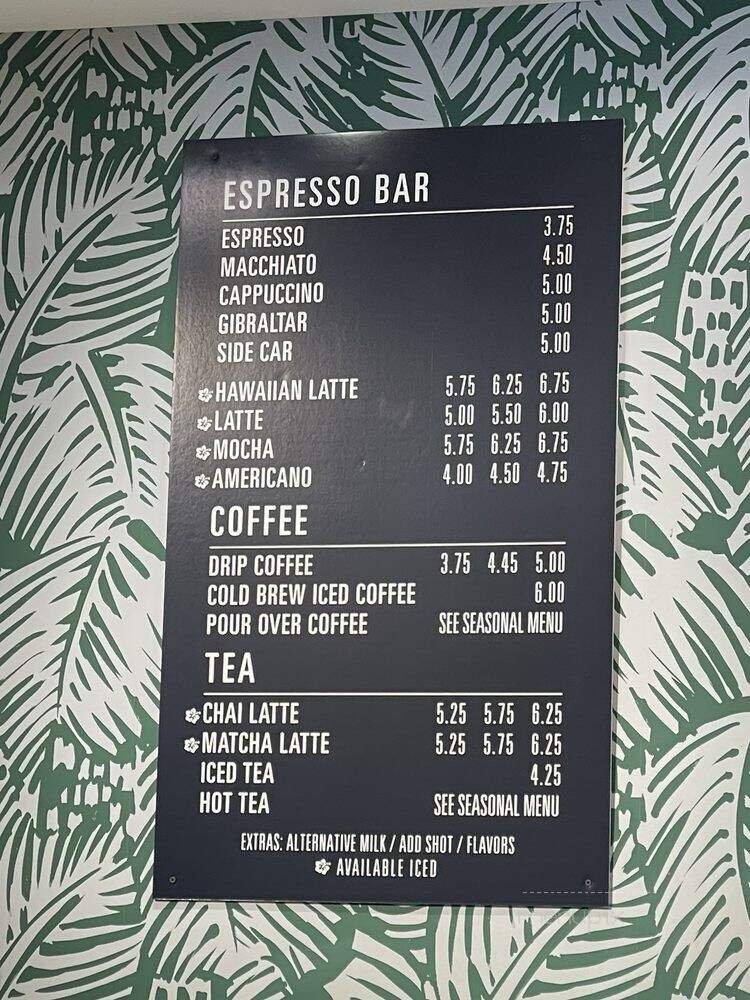 ESPRESSO BAR
ESPRESSO 3.75
MACCHIATO 4.50
CAPPUCCINO 5.00
GIBRALTAR 5.00
SIDE CAR 5.00
HAWAIIAN LATTE 5.75 6.25 6.75
LATTE 5.00 5.50 6.00
MOCHA 5.75 6.25 6.75
AMERICANO 4.00 4.50 4.75
COFFEE
DRIP COFFEE 3.75 4.45 5.00
COLD BREW ICED COFFEE 6.00
POUR OVER COFFEE SEE SEASONAL MENU
TEA
CHAI LATTE 5.25 5.75 6.25
MATCHA LATTE 5.25 5.75 6.25
ICED TEA 4.25
HOT TEA SEE SEASONAL MENU
EXTRAS: ALTERNATIVE MILK / ADD SHOT / FLAVORS
AVAILABLE ICED